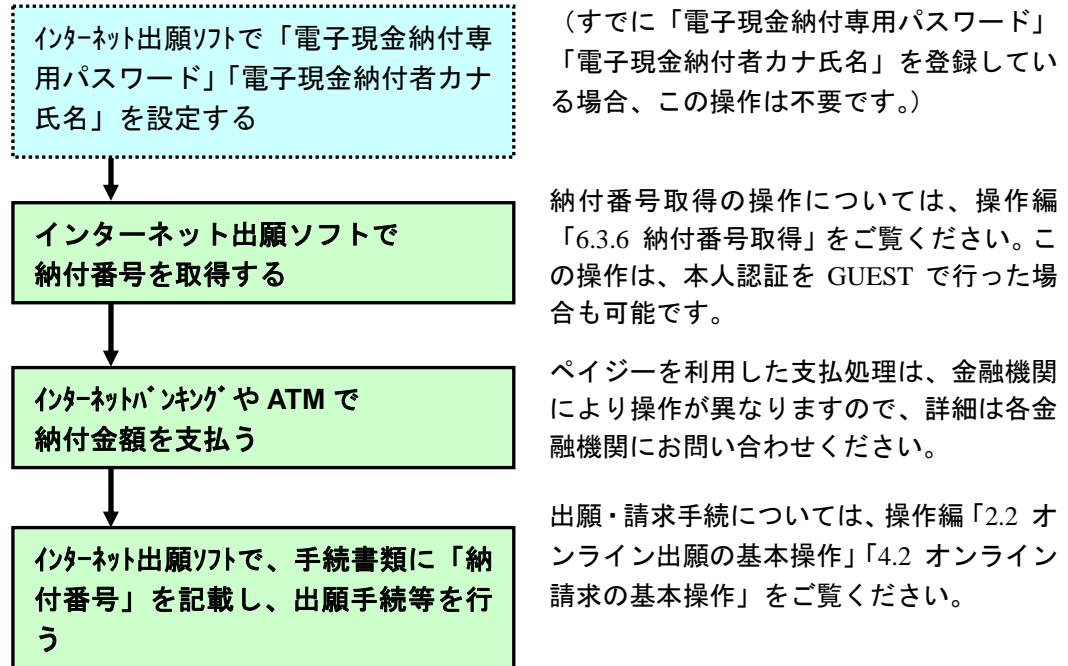 ｲﾝﾀｰﾈｯﾄ出願ｿﾌﾄで「電子現金納付専
用パスワード」「電子現金納付者カナ
氏名」を設定する
（すでに「電子現金納付専用パスワード」
「電子現金納付者カナ氏名」を登録してい
る場合、この操作は不要です。）
インターネット出願ソフトで
納付番号を取得する
納付番号取得の操作については、操作編
「6.3.6 納付番号取得」をご覧ください。こ
の操作は、本人認証を GUEST で行った場
合も可能です。
ｲﾝﾀｰﾈｯﾄﾊﾞﾝｷﾝｸﾞや ATM で
納付金額を支払う
ペイジーを利用した支払処理は、金融機関
により操作が異なりますので、詳細は各金
融機関にお問い合わせください。
ｲﾝﾀｰﾈｯﾄ出願ｿﾌﾄで、手続書類に「納
付番号」を記載し、出願手続等を行
う
出願・請求手続については、操作編「2.2 オ
ンライン出願の基本操作」「4.2 オンライン
請求の基本操作」をご覧ください。